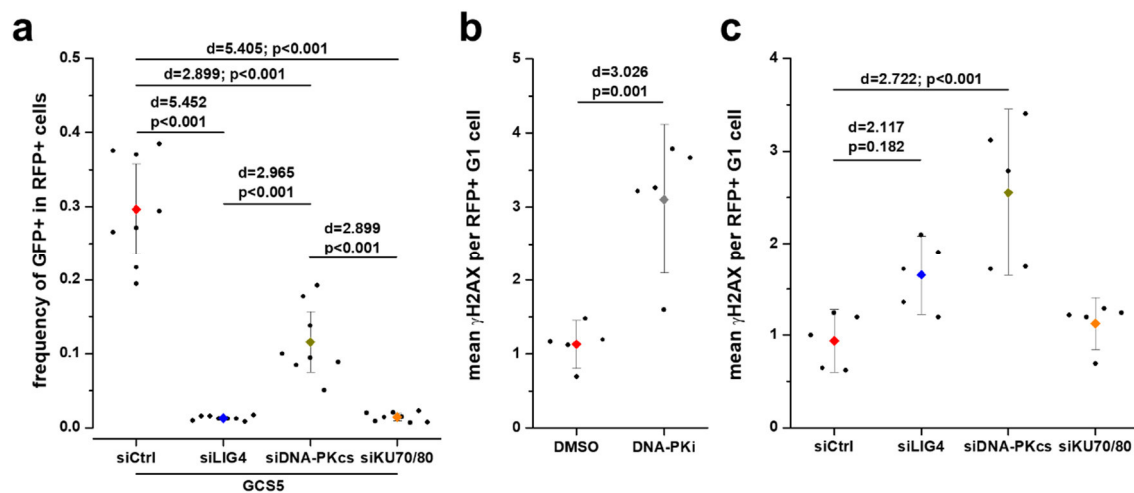 a
frequency of GFP+ in RFP+ cells
0.5
0.4
0.3
0.2
0.1
0.0
d=5.405; p<0.001
d=2.899; p<0.001
d=5.452
p<0.001
d=2.965
p<0.001
d=2.899
p<0.001
siCtrl siLIG4 siDNA-PKcs siKU70/80
GCS5
b
mean γH2AX per RFP+ G1 cell
5
4
3
2
1
0
d=3.026
p=0.001
DMSO DNA-PKi
c
mean γH2AX per RFP+ G1 cell
4
3
2
1
0
d=2.722; p<0.001
d=2.117
p=0.182
siCtrl siLIG4 siDNA-PKcs siKU70/80